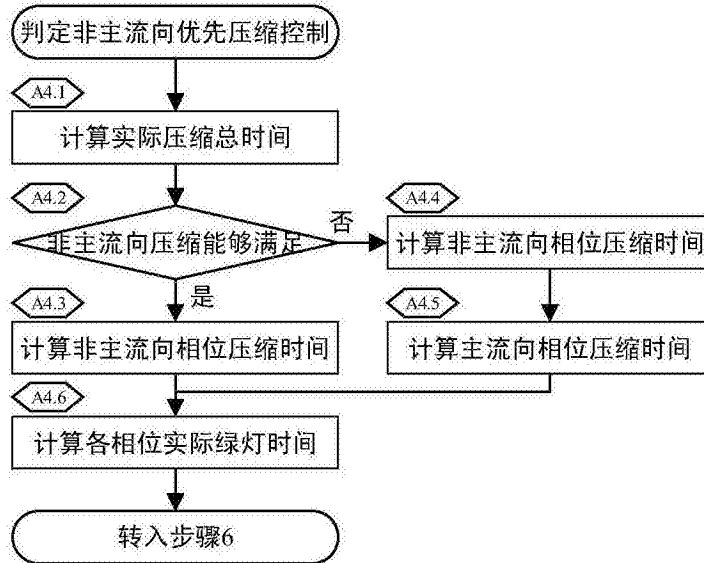 判定非主流向优先压缩控制
A4.1
计算实际压缩总时间
A4.2
非主流向压缩能够满足
否
A4.4
计算非主流向相位压缩时间
是
A4.3
计算非主流向相位压缩时间
A4.5
计算主流向相位压缩时间
A4.6
计算各相位实际绿灯时间
转入步骤6